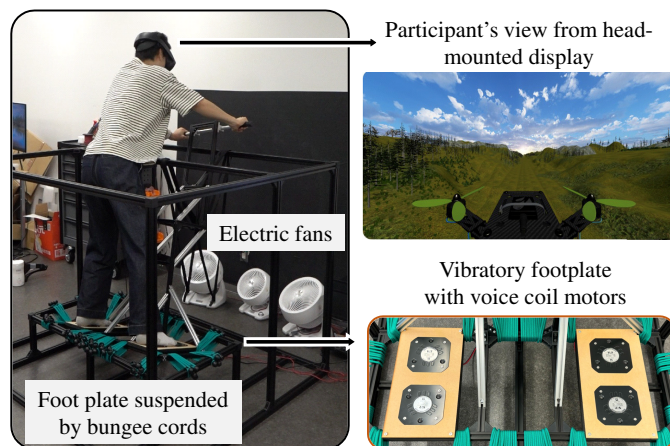 Participant's view from head-
mounted display
Electric fans
Vibratory footplate
with voice coil motors
Foot plate suspended
by bungee cords